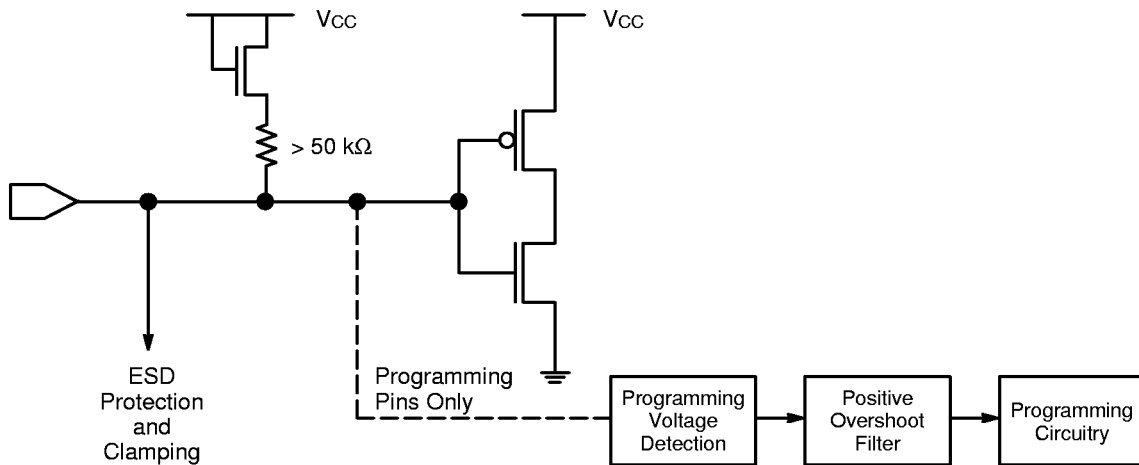 VCC
VCC
> 50 kΩ
ESD
Protection
and
Clamping
Programming
Pins Only
Programming
Voltage
Detection
Positive
Overshoot
Filter
Programming
Circuitry